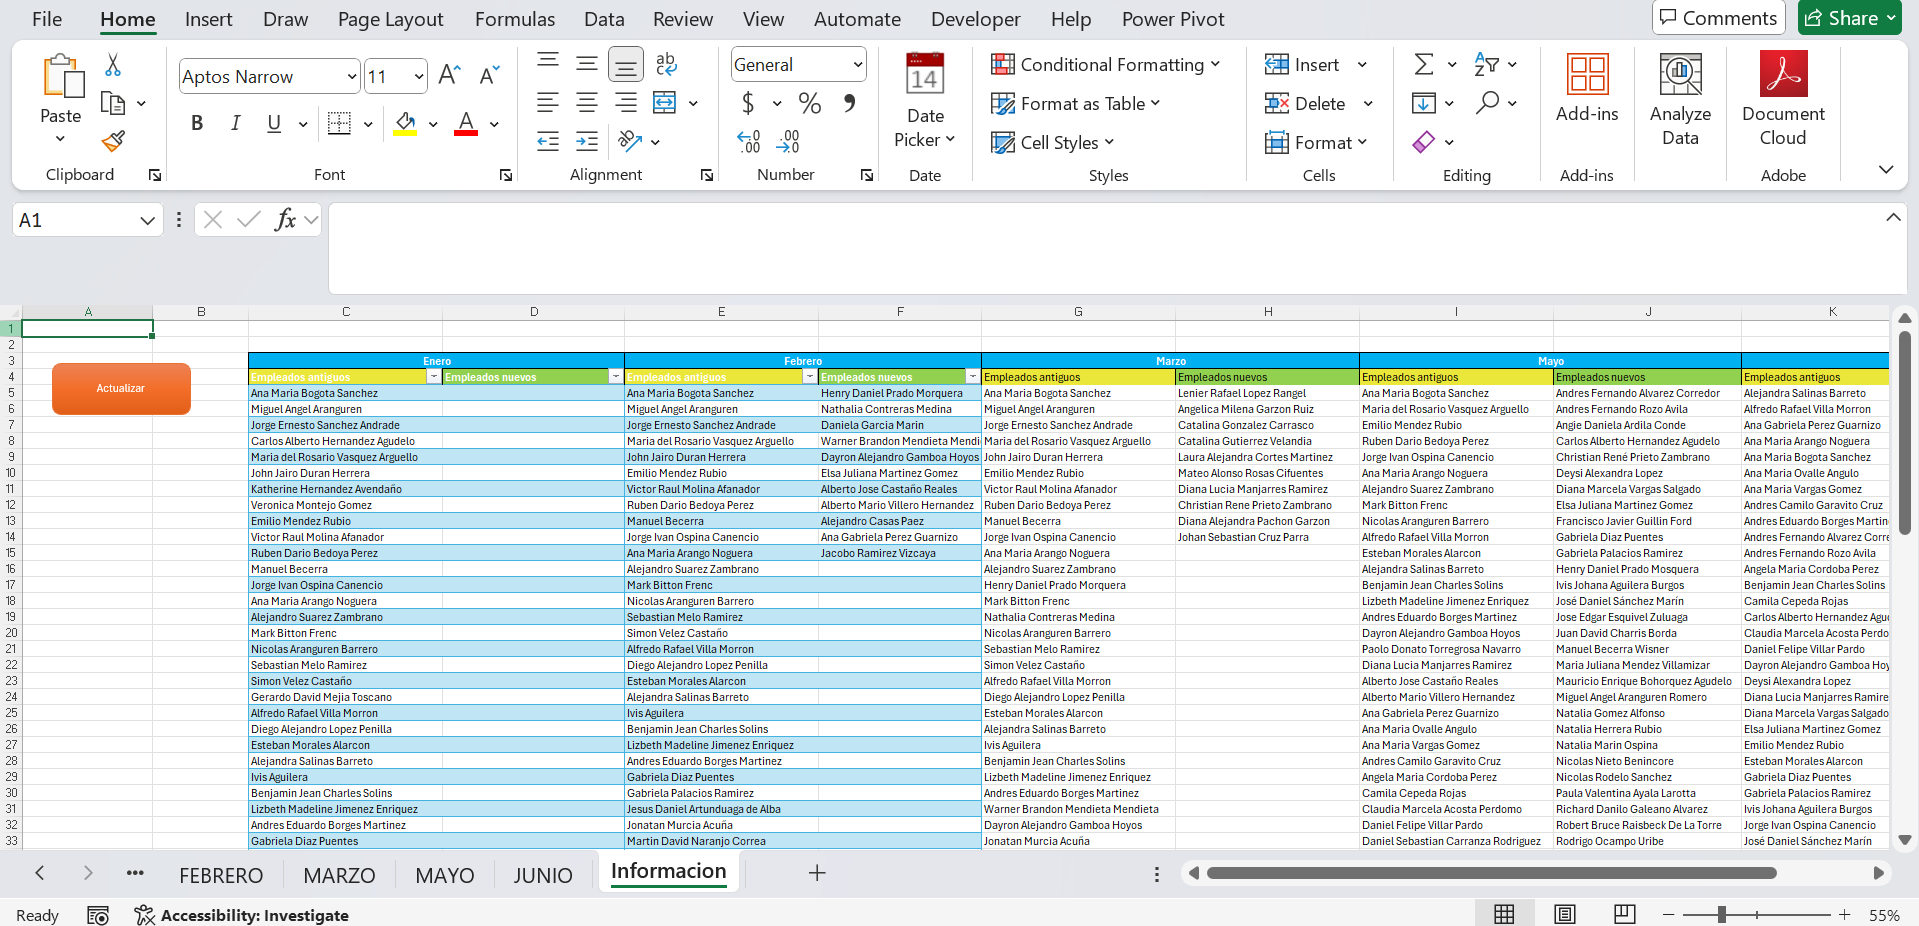 File Home Insert Draw Page Layout Formulas Data Review View Automate Developer Help Power Pivot Comments Share
Paste
Clipboard
Aptos Narrow 11
B I U
Font
ab c
Alignment
General
$ % 9
Number
14
Date Picker
Date
Conditional Formatting
Format as Table
Cell Styles
Styles
Insert
Delete
Format
Cells
Editing
Add-ins
Add-ins
Analyze Data
Document Cloud
Adobe
A1 fx
A B C D E F G H I J K
1
2
3 Enero Febrero Marzo Mayo
4 Actualizar Empleados antiguos Empleados nuevos Empleados antiguos Empleados nuevos Empleados antiguos Empleados nuevos Empleados antiguos Empleados nuevos Empleados antiguos
5 Ana Maria Bogota Sanchez Ana Maria Bogota Sanchez Henry Daniel Prado Morquera Ana Maria Bogota Sanchez Lenier Rafael Lopez Rangel Ana Maria Bogota Sanchez Andres Fernando Alvarez Corredor Alejandra Salinas Barreto
6 Miguel Angel Aranguren Miguel Angel Aranguren Nathalia Contreras Medina Miguel Angel Aranguren Angelica Milena Garzon Ruiz Maria del Rosario Vasquez Arguello Andres Fernando Rozo Avila Alfredo Rafael Villa Morron
7 Jorge Ernesto Sanchez Andrade Jorge Ernesto Sanchez Andrade Daniela Garcia Marin Jorge Ernesto Sanchez Andrade Catalina Gonzalez Carrasco Emilio Mendez Rubio Angie Daniela Ardila Conde Ana Gabriela Perez Guarnizo
8 Carlos Alberto Hernandez Agudelo Maria del Rosario Vasquez Arguello Warner Brandon Mendieta Mendi Maria del Rosario Vasquez Arguello Catalina Gutierrez Velandia Ruben Dario Bedoya Perez Carlos Alberto Hernandez Agudelo Ana Maria Arango Noguera
9 Maria del Rosario Vasquez Arguello John Jairo Duran Herrera Dayron Alejandro Gamboa Hoyos John Jairo Duran Herrera Laura Alejandra Cortes Martinez Jorge Ivan Ospina Canencio Christian René Prieto Zambrano Ana Maria Bogota Sanchez
10 John Jairo Duran Herrera Emilio Mendez Rubio Elsa Juliana Martinez Gomez Emilio Mendez Rubio Mateo Alonso Rosas Cifuentes Ana Maria Arango Noguera Deysi Alexandra Lopez Ana Maria Ovalle Angulo
11 Katherine Hernandez Avendaño Victor Raul Molina Afanador Alberto Jose Castaño Reales Victor Raul Molina Afanador Diana Lucia Manjarres Ramirez Alejandro Suarez Zambrano Diana Marcela Vargas Salgado Ana Maria Vargas Gomez
12 Veronica Montejo Gomez Ruben Dario Bedoya Perez Alberto Mario Villero Hernandez Ruben Dario Bedoya Perez Christian Rene Prieto Zambrano Mark Bitton Frenc Elsa Juliana Martinez Gomez Andres Camilo Garavito Cruz
13 Emilio Mendez Rubio Manuel Becerra Alejandro Casas Paez Manuel Becerra Diana Alejandra Pachon Garzon Nicolas Aranguren Barrero Francisco Javier Guillin Ford Andres Eduardo Borges Martin
14 Victor Raul Molina Afanador Jorge Ivan Ospina Canencio Ana Gabriela Perez Guarnizo Jorge Ivan Ospina Canencio Johan Sebastian Cruz Parra Alfredo Rafael Villa Morron Gabriela Diaz Puentes Andres Fernando Alvarez Corre
15 Ruben Dario Bedoya Perez Ana Maria Arango Noguera Jacobo Ramirez Vizcaya Ana Maria Arango Noguera Esteban Morales Alarcon Gabriela Palacios Ramirez Andres Fernando Rozo Avila
16 Manuel Becerra Alejandro Suarez Zambrano Alejandro Suarez Zambrano Alejandra Salinas Barreto Henry Daniel Prado Mosquera Angela Maria Cordoba Perez
17 Jorge Ivan Ospina Canencio Mark Bitton Frenc Henry Daniel Prado Morquera Benjamin Jean Charles Solins Ivis Johana Aguilera Burgos Benjamin Jean Charles Solins
18 Ana Maria Arango Noguera Nicolas Aranguren Barrero Mark Bitton Frenc Lizbeth Madeline Jimenez Enriquez José Daniel Sánchez Marín Camila Cepeda Rojas
19 Alejandro Suarez Zambrano Sebastian Melo Ramirez Nathalia Contreras Medina Andres Eduardo Borges Martinez Jose Edgar Esquivel Zuluaga Carlos Alberto Hernandez Agu
20 Mark Bitton Frenc Simon Velez Castaño Nicolas Aranguren Barrero Dayron Alejandro Gamboa Hoyos Juan David Charris Borda Claudia Marcela Acosta Perdo
21 Nicolas Aranguren Barrero Alfredo Rafael Villa Morron Sebastian Melo Ramirez Paolo Donato Torregrosa Navarro Manuel Becerra Wisner Daniel Felipe Villar Pardo
22 Sebastian Melo Ramirez Diego Alejandro Lopez Penilla Simon Velez Castaño Diana Lucia Manjarres Ramirez Maria Juliana Mendez Villamizar Dayron Alejandro Gamboa Hoy
23 Simon Velez Castaño Esteban Morales Alarcon Alfredo Rafael Villa Morron Alberto Jose Castaño Reales Mauricio Enrique Bohorquez Agudelo Deysi Alexandra Lopez
24 Gerardo David Mejia Toscano Alejandra Salinas Barreto Diego Alejandro Lopez Penilla Alberto Mario Villero Hernandez Miguel Angel Aranguren Romero Diana Lucia Manjarres Ramire
25 Alfredo Rafael Villa Morron Ivis Aguilera Esteban Morales Alarcon Ana Gabriela Perez Guarnizo Natalia Gomez Alfonso Diana Marcela Vargas Salgado
26 Diego Alejandro Lopez Penilla Benjamin Jean Charles Solins Alejandra Salinas Barreto Ana Maria Ovalle Angulo Natalia Herrera Rubio Elsa Juliana Martinez Gomez
27 Esteban Morales Alarcon Lizbeth Madeline Jimenez Enriquez Ivis Aguilera Ana Maria Vargas Gomez Natalia Marin Ospina Emilio Mendez Rubio
28 Alejandra Salinas Barreto Andres Eduardo Borges Martinez Benjamin Jean Charles Solins Andres Camilo Garavito Cruz Nicolas Nieto Benincore Esteban Morales Alarcon
29 Ivis Aguilera Gabriela Diaz Puentes Lizbeth Madeline Jimenez Enriquez Angela Maria Cordoba Perez Nicolas Rodelo Sanchez Gabriela Diaz Puentes
30 Benjamin Jean Charles Solins Gabriela Palacios Ramirez Andres Eduardo Borges Martinez Camila Cepeda Rojas Paula Valentina Ayala Larotta Gabriela Palacios Ramirez
31 Lizbeth Madeline Jimenez Enriquez Jesus Daniel Artunduaga de Alba Warner Brandon Mendieta Mendieta Claudia Marcela Acosta Perdomo Richard Danilo Galeano Alvarez Ivis Johana Aguilera Burgos
32 Andres Eduardo Borges Martinez Jonatan Murcia Acuña Dayron Alejandro Gamboa Hoyos Daniel Felipe Villar Pardo Robert Bruce Raisbeck De La Torre Jorge Ivan Ospina Canencio
33 Gabriela Diaz Puentes Martin David Naranjo Correa Jonatan Murcia Acuña Daniel Sebastian Carranza Rodriguez Rodrigo Ocampo Uribe José Daniel Sánchez Marín
FEBRERO MARZO MAYO JUNIO Informacion
Ready Accessibility: Investigate 55%